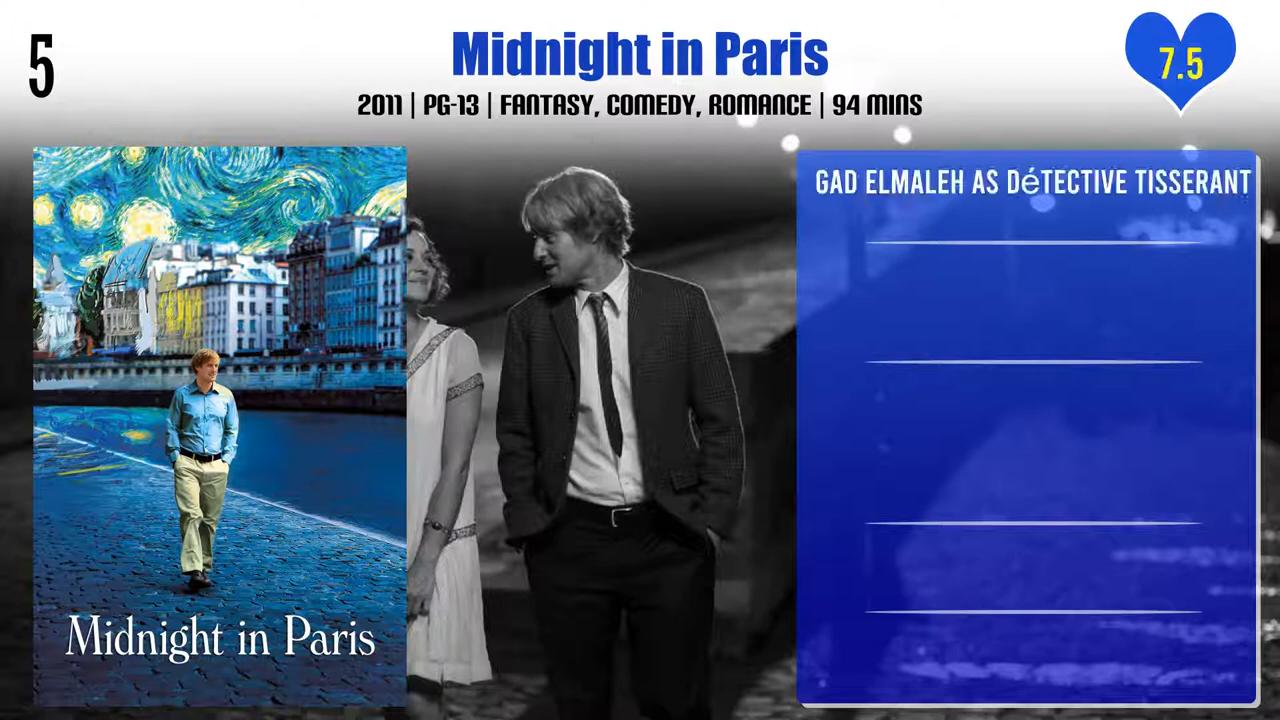 5
Midnight in Paris
7.5
2011 | PG-13 | FANTASY, COMEDY, ROMANCE | 94 MINS
GAD ELMALEH AS DéTECTIVE TISSERANT
Midnight in Paris